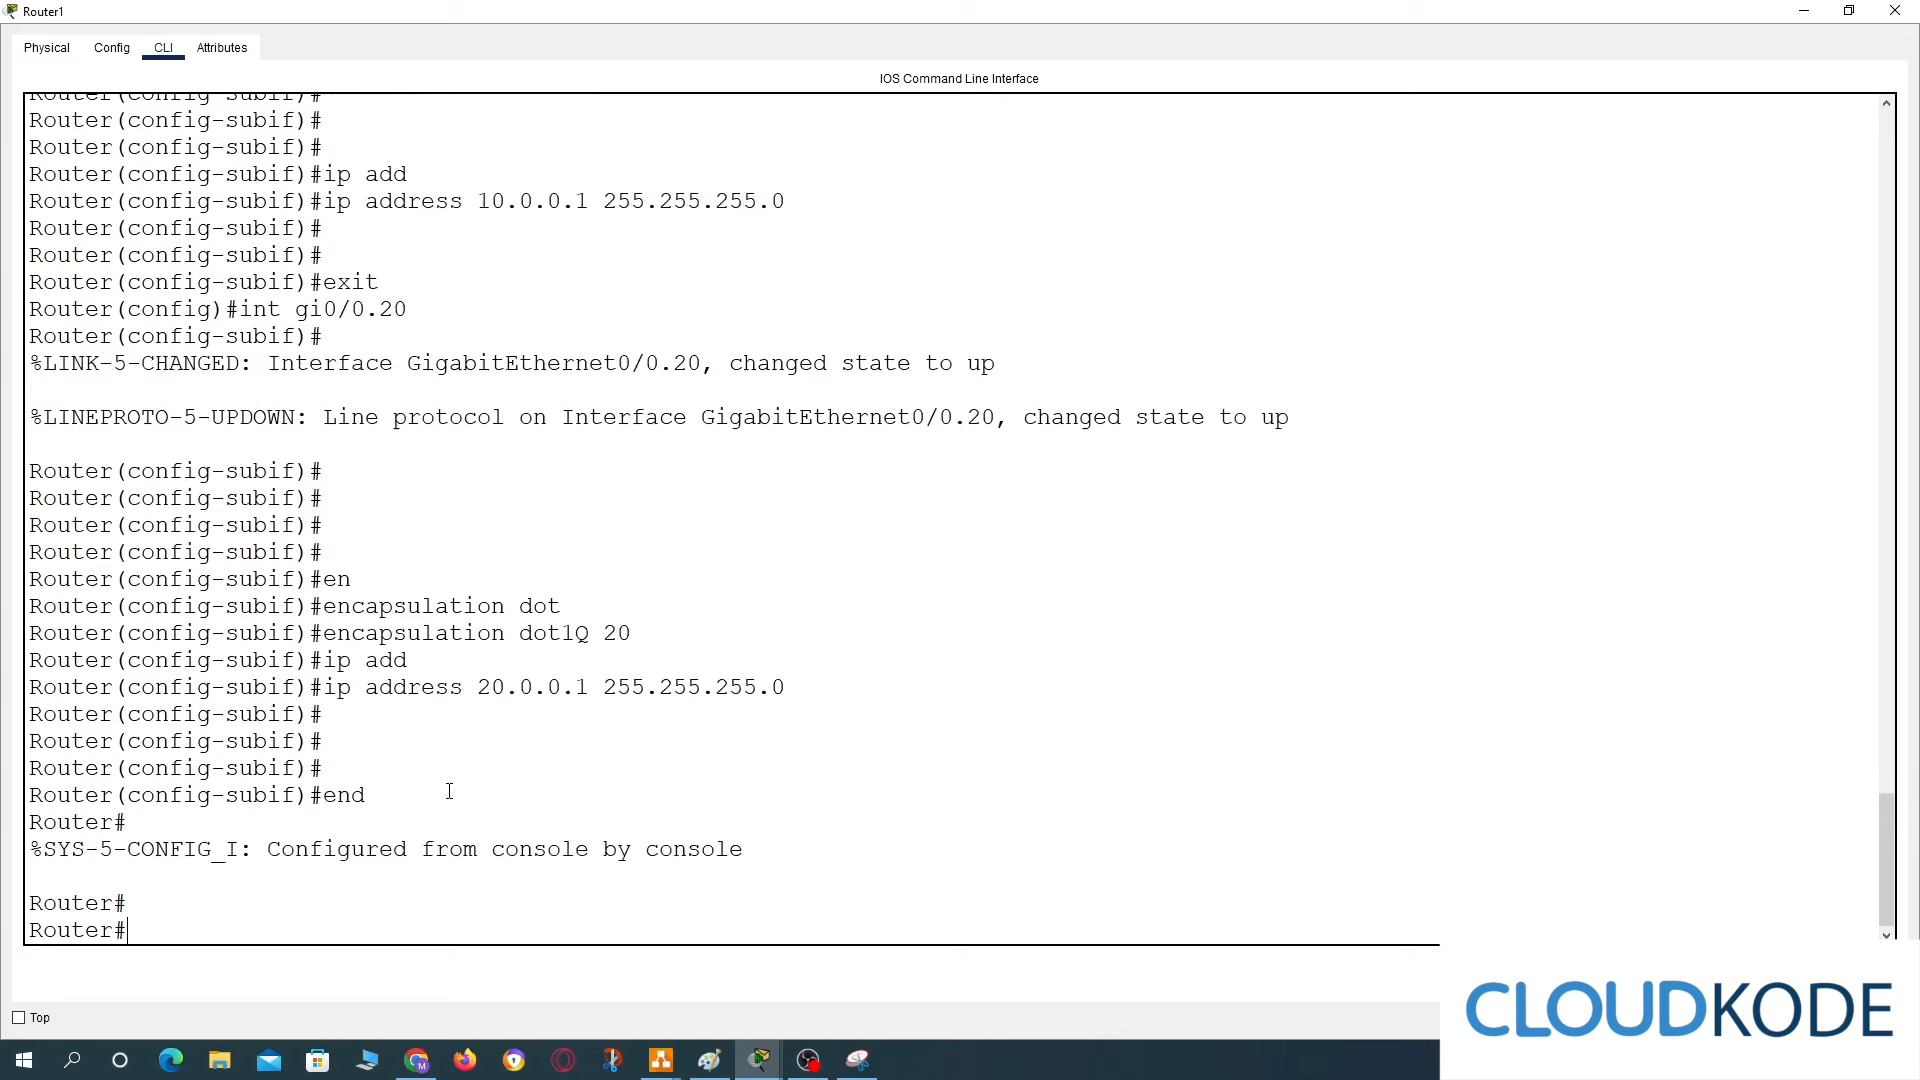 Router1
Physical Config CLI Attributes
IOS Command Line Interface
Router(config-subif)#
Router(config-subif)#
Router(config-subif)#
Router(config-subif)#ip add
Router(config-subif)#ip address 10.0.0.1 255.255.255.0
Router(config-subif)#
Router(config-subif)#
Router(config-subif)#exit
Router(config)#int gi0/0.20
Router(config-subif)#
%LINK-5-CHANGED: Interface GigabitEthernet0/0.20, changed state to up
%LINEPROTO-5-UPDOWN: Line protocol on Interface GigabitEthernet0/0.20, changed state to up
Router(config-subif)#
Router(config-subif)#
Router(config-subif)#
Router(config-subif)#
Router(config-subif)#en
Router(config-subif)#encapsulation dot
Router(config-subif)#encapsulation dot1Q 20
Router(config-subif)#ip add
Router(config-subif)#ip address 20.0.0.1 255.255.255.0
Router(config-subif)#
Router(config-subif)#
Router(config-subif)#
Router(config-subif)#end
Router#
%SYS-5-CONFIG_I: Configured from console by console
Router#
Router#
Top
CLOUDKODE